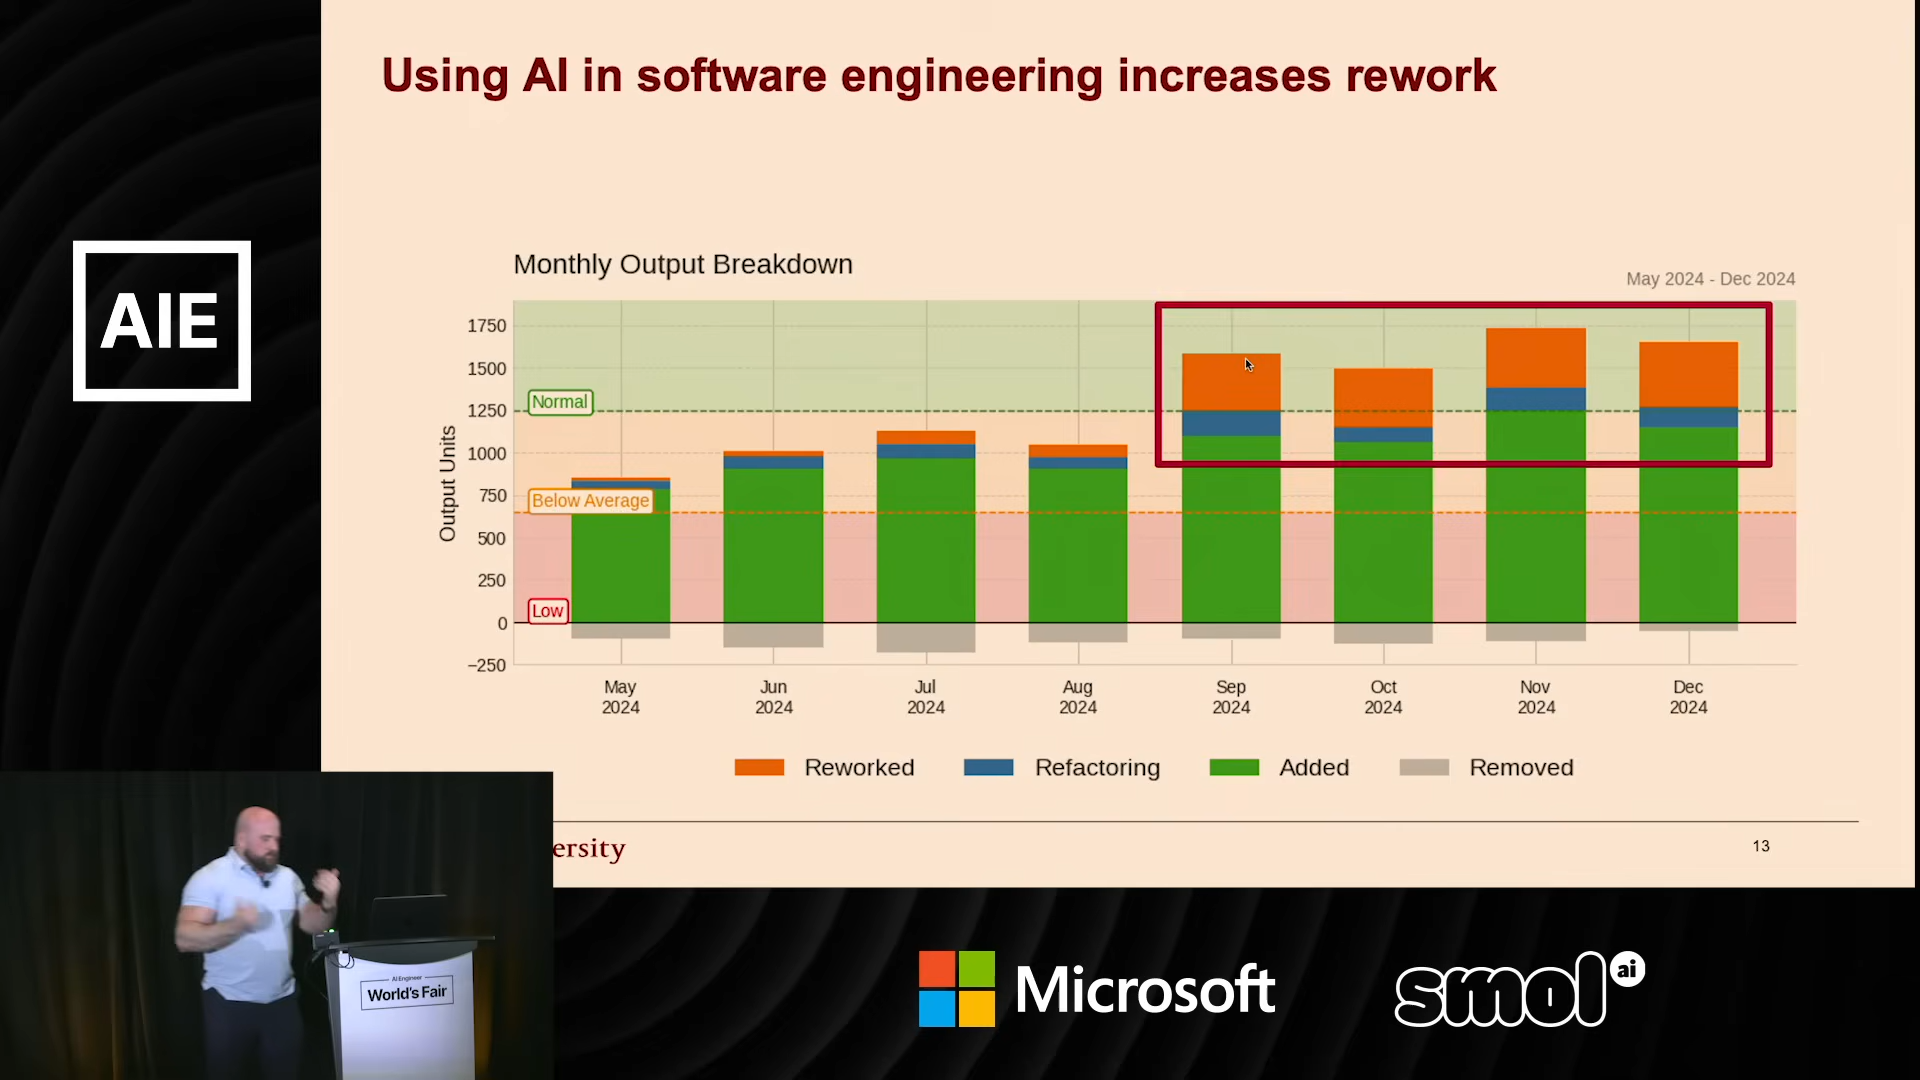 Using AI in software engineering increases rework
AIE
Monthly Output Breakdown
May 2024 - Dec 2024
Output Units
1750
1500
1250
1000
750
500
250
0
−250
Normal
Below Average
Low
May
2024
Jun
2024
Jul
2024
Aug
2024
Sep
2024
Oct
2024
Nov
2024
Dec
2024
Reworked
Refactoring
Added
Removed
ersity
13
AI Engineer
World's Fair
Microsoft
smol ai